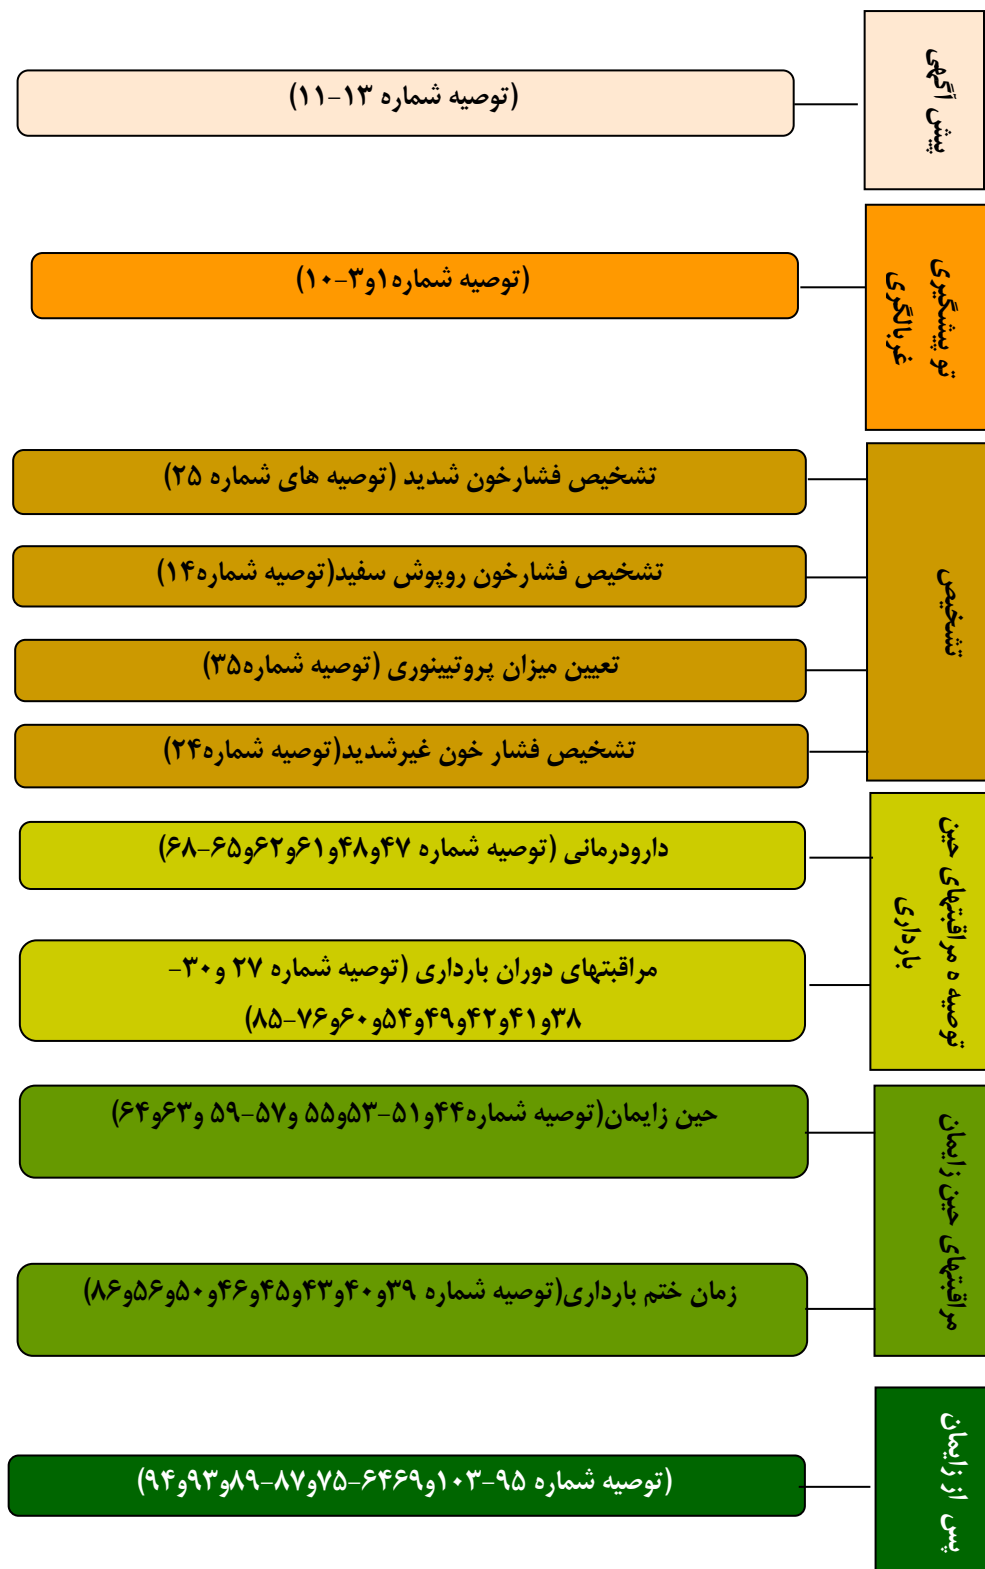 پیش آگهی
(توصیه شماره ۱۳-۱۱)
تو پیشگیری
غربالگری
(توصیه شماره۱و۳-۱۰)
تشخیص
تشخیص فشارخون شدید (توصیه های شماره ۲۵)
تشخیص فشارخون روپوش سفید(توصیه شماره۱۴)
تعیین میزان پروتیینوری (توصیه شماره۳۵)
تشخیص فشار خون غیرشدید(توصیه شماره۲۴)
توصیه ه مراقبتهای حین
بارداری
دارودرمانی (توصیه شماره ۴۷و۴۸و۶۱و۶۲و۶۵-۶۸)
مراقبتهای دوران بارداری (توصیه شماره ۲۷ و۳۰-
۳۸و۴۱و۴۲و۴۹و۵۴و۶۰و۷۶-۸۵)
مراقبتهای حین زایمان
حین زایمان(توصیه شماره۴۴و۵۱-۵۳و۵۵ و۵۷-۵۹ و۶۳و۶۴)
زمان ختم بارداری(توصیه شماره ۳۹و۴۰و۴۳و۴۵و۴۶و۵۰و۵۶و۸۶)
پس از زایمان
(توصیه شماره ۹۵-۱۰۳و۶۴۶۹-۷۵و۸۷-۸۹و۹۳و۹۴)